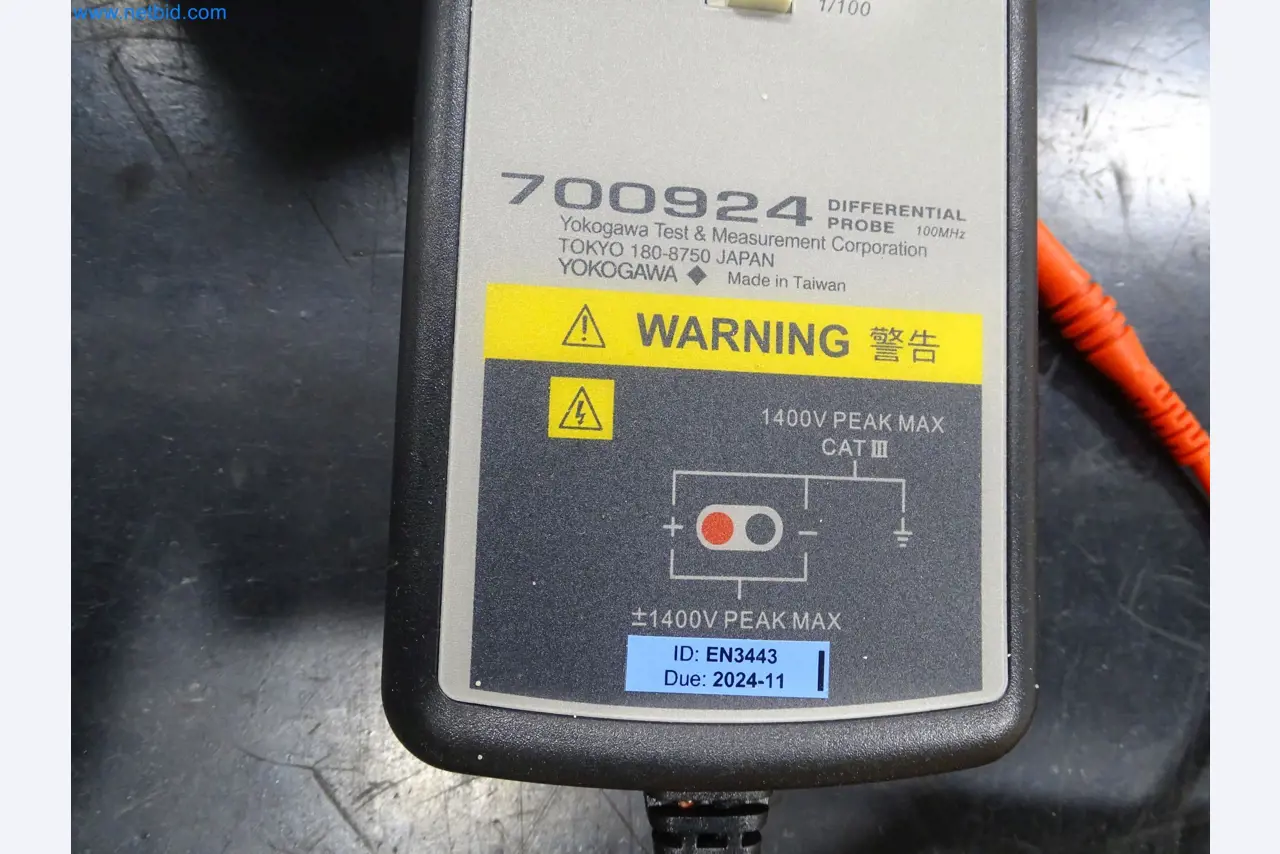 www.netbid.com
1/100
700924 DIFFERENTIAL
PROBE 100MHz
Yokogawa Test & Measurement Corporation
TOKYO 180-8750 JAPAN
YOKOGAWA ◆ Made in Taiwan
WARNING 警告
1400V PEAK MAX
CAT III
+ −
±1400V PEAK MAX
ID: EN3443
Due: 2024-11